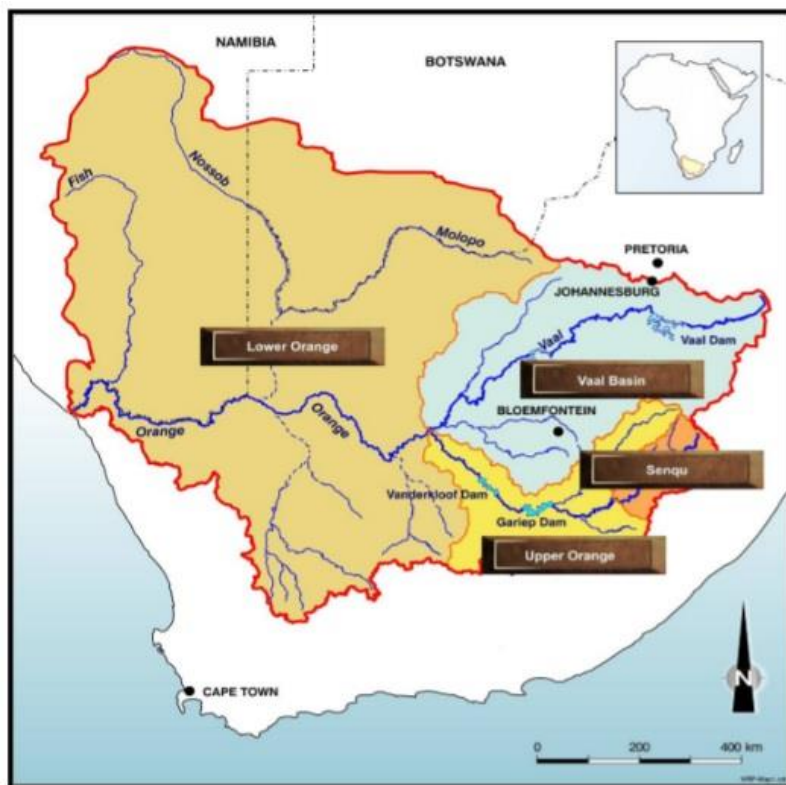 NAMIBIA
BOTSWANA
Fish
Nossob
Molopo
PRETORIA
JOHANNESBURG
Vaal Dam
Lower Orange
Vaal
Vaal Basin
BLOEMFONTEIN
Orange
Orange
Senqu
Vanderkloof Dam
Gariep Dam
Upper Orange
N
CAPE TOWN
0 200 400 km